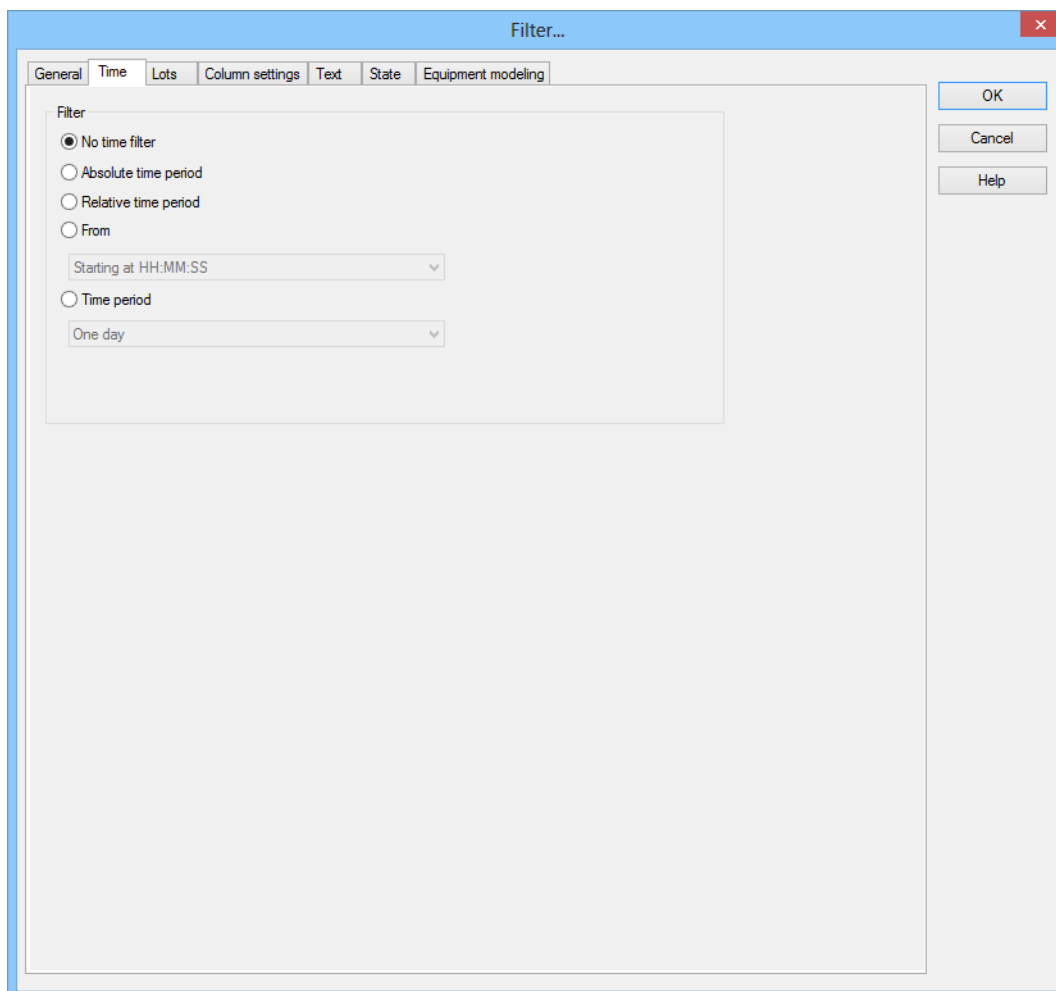 Filter...
General Time Lots Column settings Text State Equipment modeling
OK
Cancel
Help
Filter
No time filter
Absolute time period
Relative time period
From
Starting at HH:MM:SS
Time period
One day